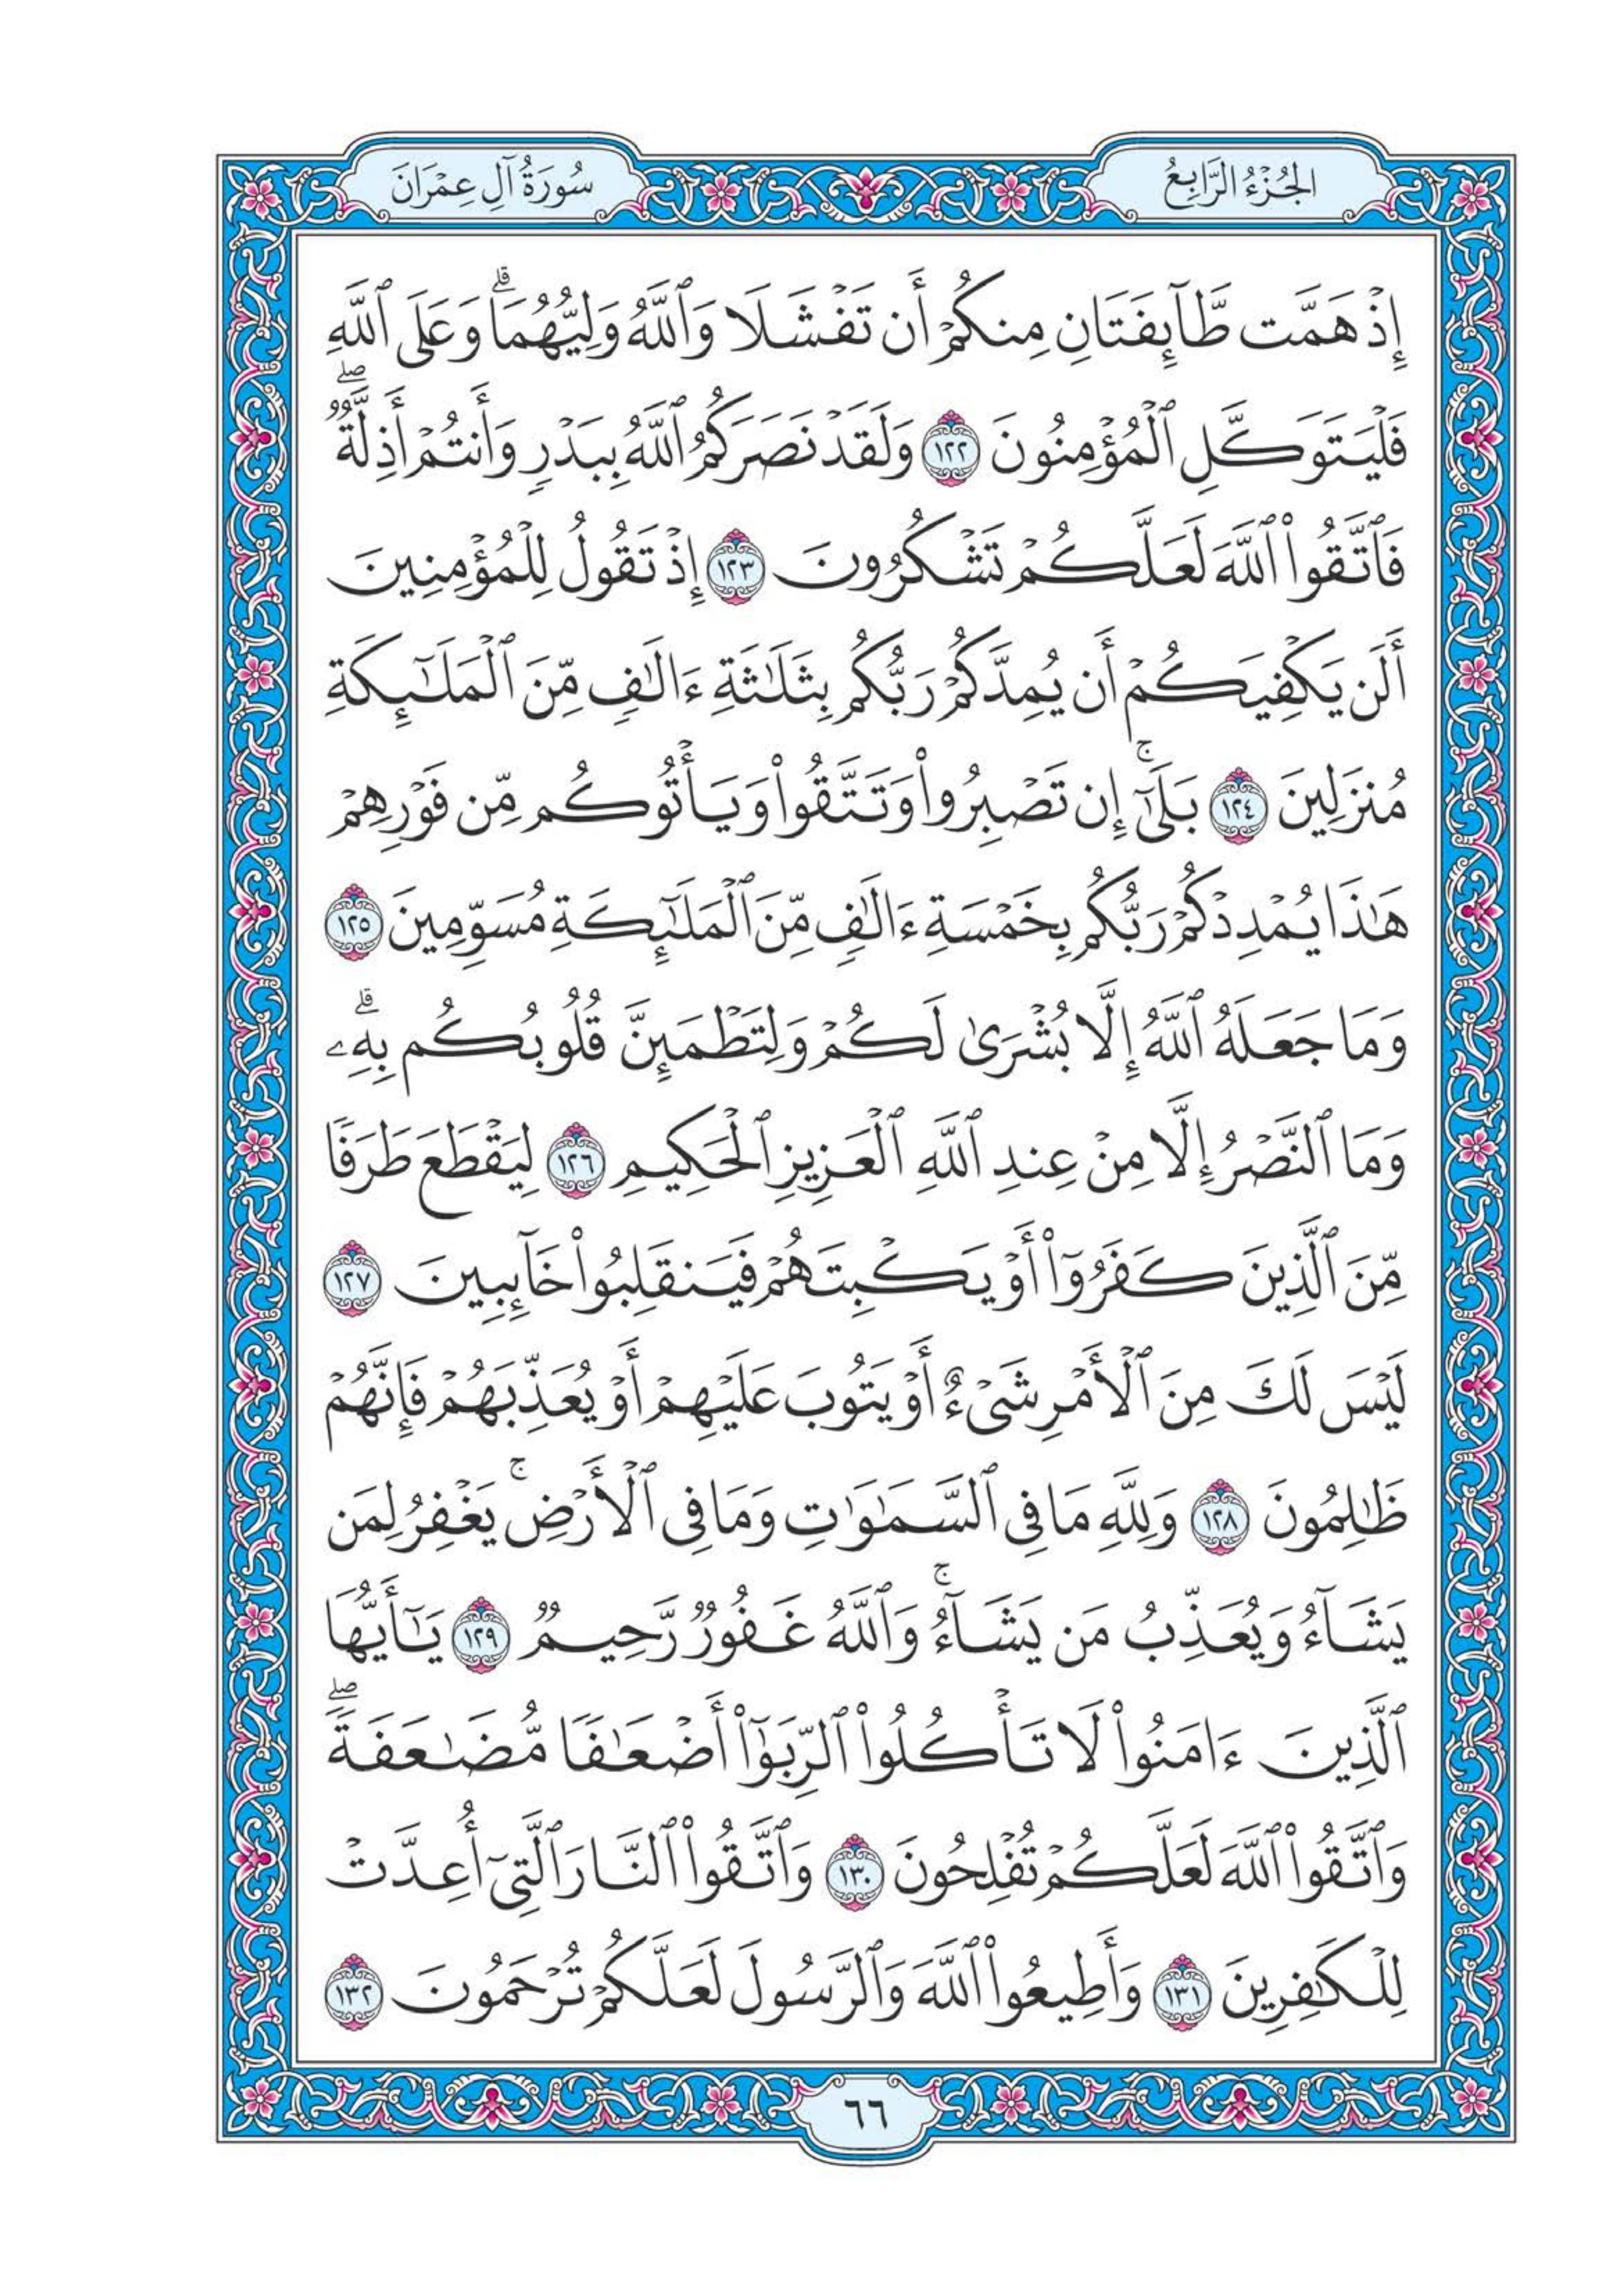 الجُزْءُ الرَّابِعُ
سُورَةُ آلِ عِمْرَانَ
إِذْ هَمَّت طَّآئِفَتَانِ مِنكُمْ أَن تَفْشَلَا وَٱللَّهُ وَلِيُّهُمَاۗ وَعَلَى ٱللَّهِ
فَلْيَتَوَكَّلِ ٱلْمُؤْمِنُونَ ١٢٢ وَلَقَدْ نَصَرَكُمُ ٱللَّهُ بِبَدْرٍ وَأَنتُمْ أَذِلَّةٌۖ
فَٱتَّقُوا۟ ٱللَّهَ لَعَلَّكُمْ تَشْكُرُونَ ١٢٣ إِذْ تَقُولُ لِلْمُؤْمِنِينَ
أَلَن يَكْفِيَكُمْ أَن يُمِدَّكُمْ رَبُّكُم بِثَلَٰثَةِ ءَالَٰفٍ مِّنَ ٱلْمَلَٰٓئِكَةِ
مُنزَلِينَ ١٢٤ بَلَىٰٓۚ إِن تَصْبِرُوا۟ وَتَتَّقُوا۟ وَيَأْتُوكُم مِّن فَوْرِهِمْ
هَٰذَا يُمْدِدْكُمْ رَبُّكُم بِخَمْسَةِ ءَالَٰفٍ مِّنَ ٱلْمَلَٰٓئِكَةِ مُسَوِّمِينَ ١٢٥
وَمَا جَعَلَهُ ٱللَّهُ إِلَّا بُشْرَىٰ لَكُمْ وَلِتَطْمَئِنَّ قُلُوبُكُم بِهِۦۗ
وَمَا ٱلنَّصْرُ إِلَّا مِنْ عِندِ ٱللَّهِ ٱلْعَزِيزِ ٱلْحَكِيمِ ١٢٦ لِيَقْطَعَ طَرَفًا
مِّنَ ٱلَّذِينَ كَفَرُوٓا۟ أَوْ يَكْبِتَهُمْ فَيَنقَلِبُوا۟ خَآئِبِينَ ١٢٧
لَيْسَ لَكَ مِنَ ٱلْأَمْرِ شَىْءٌ أَوْ يَتُوبَ عَلَيْهِمْ أَوْ يُعَذِّبَهُمْ فَإِنَّهُمْ
ظَٰلِمُونَ ١٢٨ وَلِلَّهِ مَا فِى ٱلسَّمَٰوَٰتِ وَمَا فِى ٱلْأَرْضِۚ يَغْفِرُ لِمَن
يَشَآءُ وَيُعَذِّبُ مَن يَشَآءُۚ وَٱللَّهُ غَفُورٌ رَّحِيمٌ ١٢٩ يَٰٓأَيُّهَا
ٱلَّذِينَ ءَامَنُوا۟ لَا تَأْكُلُوا۟ ٱلرِّبَوٰٓا۟ أَضْعَٰفًا مُّضَٰعَفَةًۖ
وَٱتَّقُوا۟ ٱللَّهَ لَعَلَّكُمْ تُفْلِحُونَ ١٣٠ وَٱتَّقُوا۟ ٱلنَّارَ ٱلَّتِىٓ أُعِدَّتْ
لِلْكَٰفِرِينَ ١٣١ وَأَطِيعُوا۟ ٱللَّهَ وَٱلرَّسُولَ لَعَلَّكُمْ تُرْحَمُونَ ١٣٢
٦٦